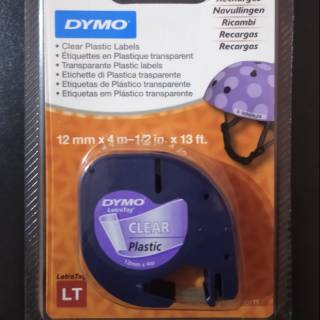 Recharges
Navullingen
Ricambi
Recargas
Recargas
DYMO
• Clear Plastic Labels
• Étiquettes en Plastique transparent
• Transparante Plastic labels
• Etichette di Plastica trasparente
• Etiquetas de Plástico transparente
• Etiquetas em Plástico transparente
12 mm x 4 m–1/2 in. x 13 ft.
DYMO
LetraTag
CLEAR
Plastic
12mm x 4m
LetraTag
LT